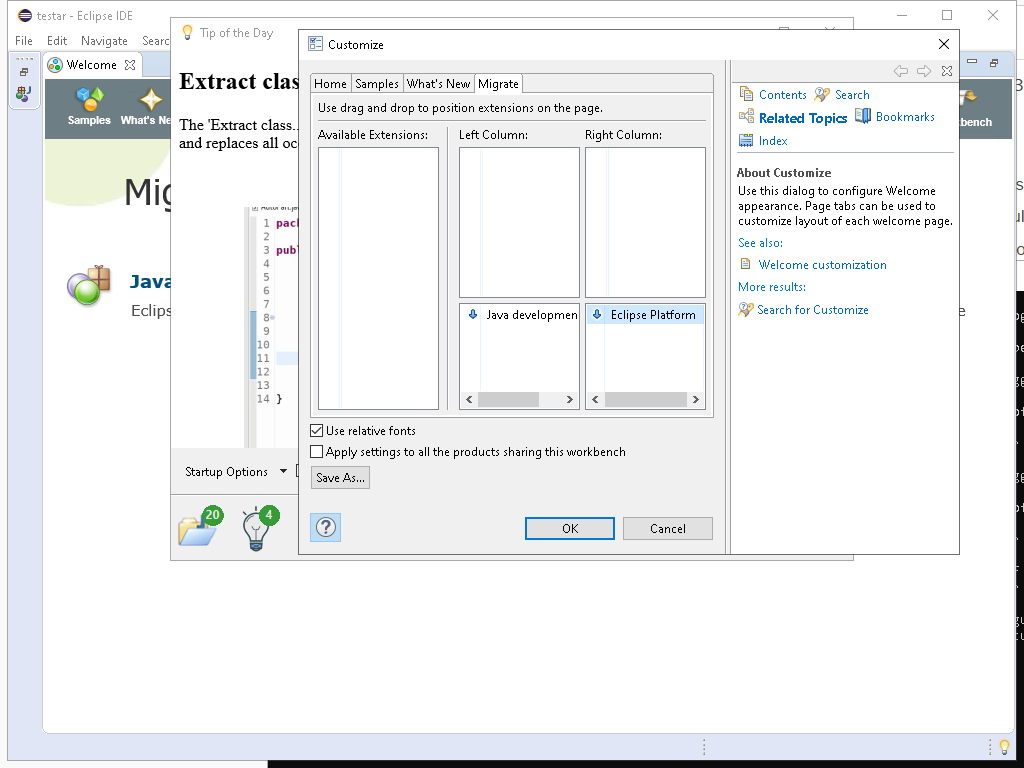 testar - Eclipse IDE
File Edit Navigate
Welcome
Samples
What's
bench
Tip of the Day
Extract clas
The 'Extract class..
and replaces all
1 pac
2
3 publ
4
5
6
7
8
9
10
11
12
13
14 }
Java
Eclips
Startup Options
20
4
Customize
Home Samples What's New Migrate
Use drag and drop to position extensions on the page.
Available Extensions: Left Column: Right Column:
Java developmen
Eclipse Platform
Use relative fonts
Apply settings to all the products sharing this workbench
Save As...
?
OK Cancel
Contents Search
Related Topics Bookmarks
Index
About Customize
Use this dialog to configure Welcome
appearance. Page tabs can be used to
customize layout of each welcome page.
See also:
Welcome customization
More results:
Search for Customize